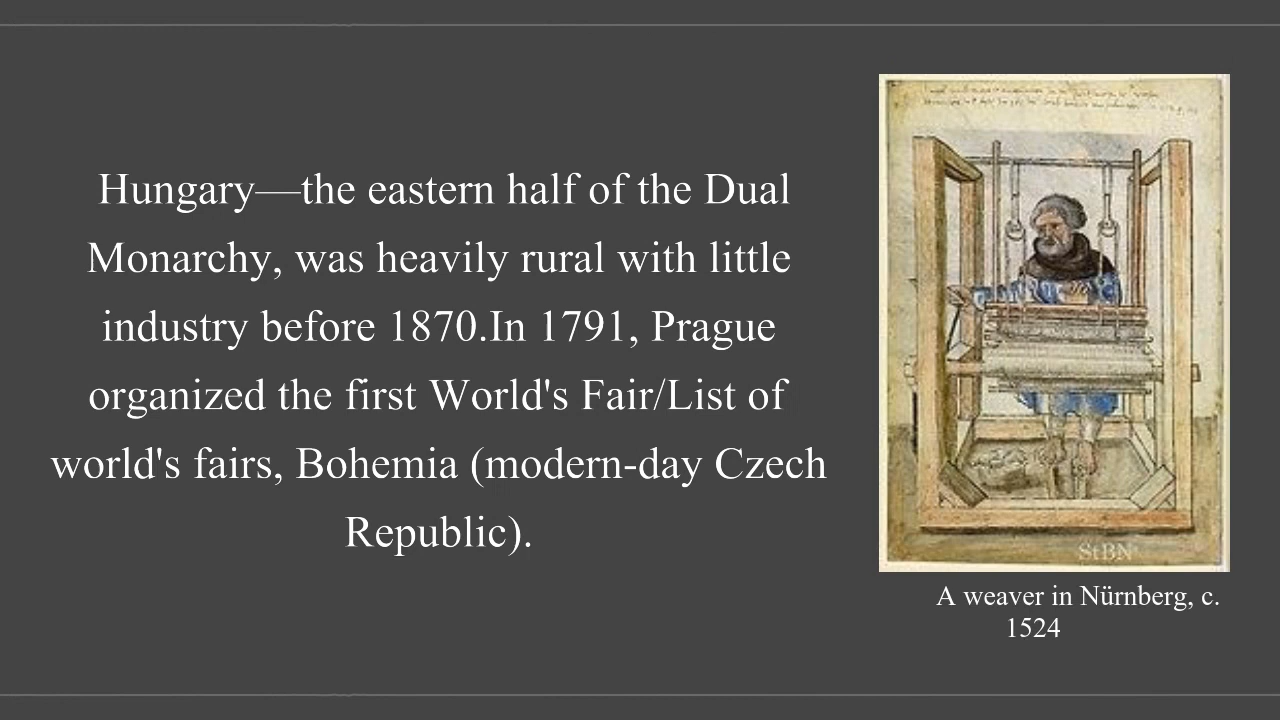 Hungary—the eastern half of the Dual
Monarchy, was heavily rural with little
industry before 1870.In 1791, Prague
organized the first World's Fair/List of
world's fairs, Bohemia (modern-day Czech
Republic).
StBN
A weaver in Nürnberg, c.
1524